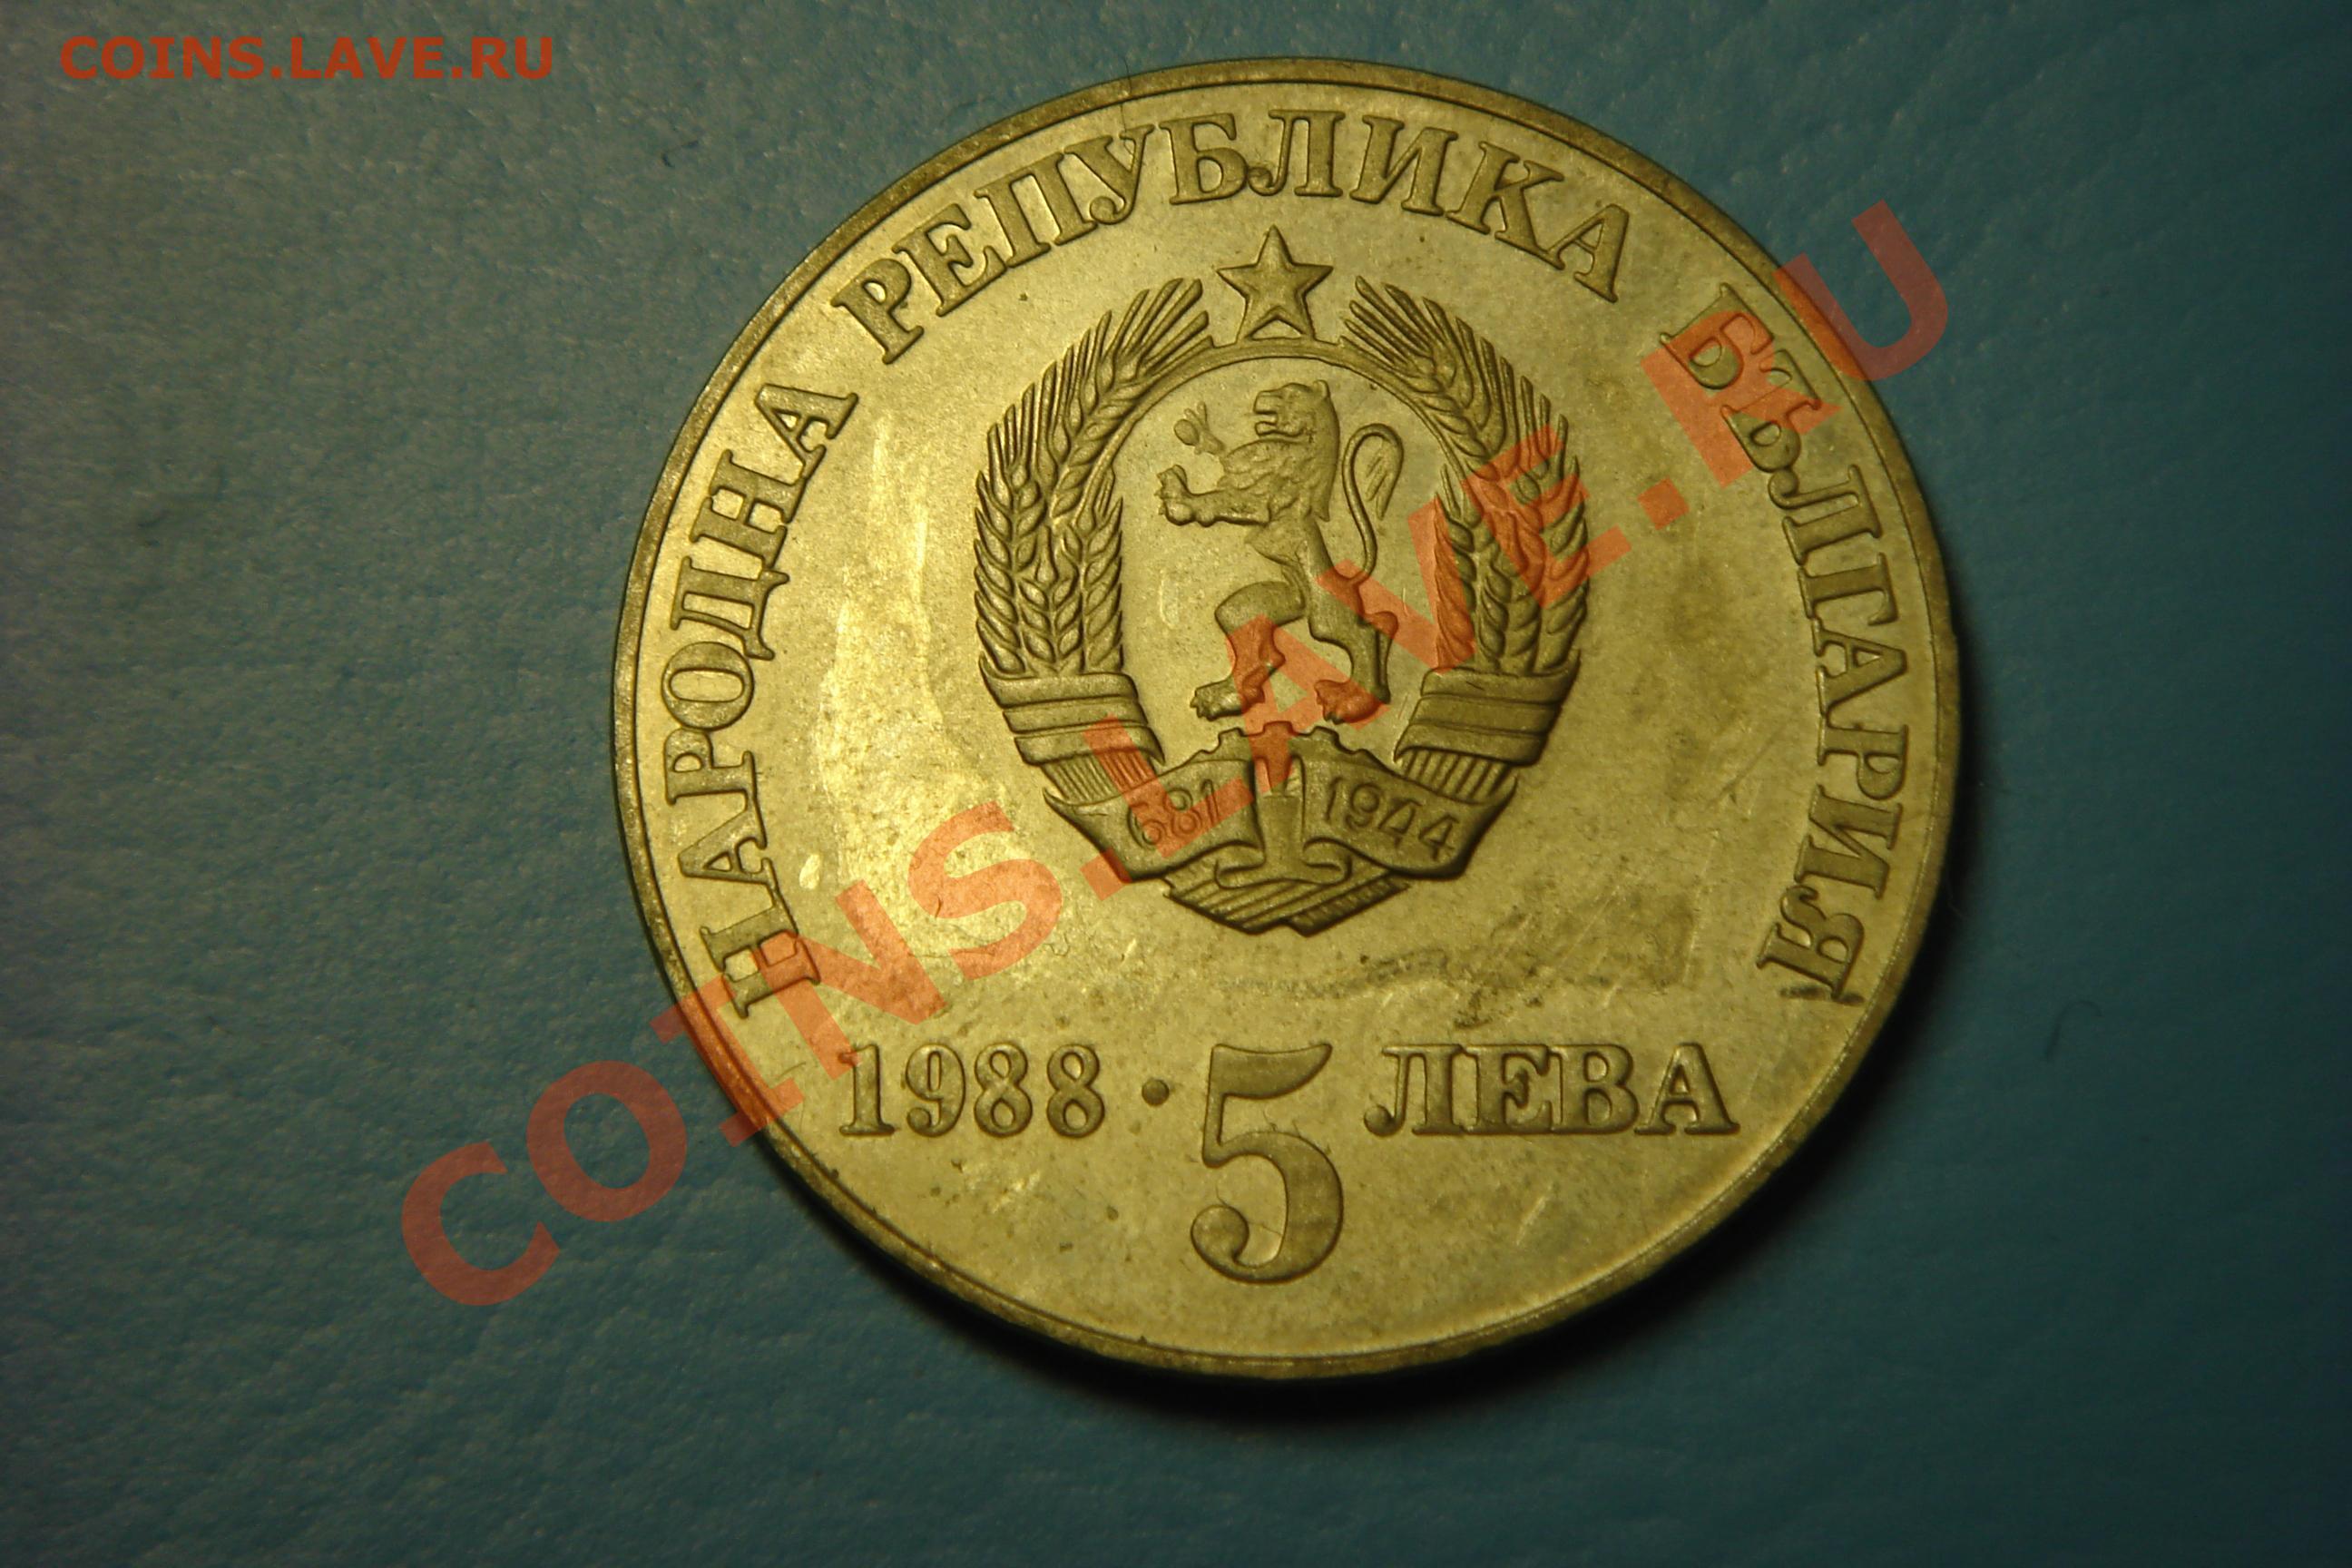 COINS.LAVE.RU
НАРОДНА РЕПУБЛИКА БЪЛГАРИЯ
681 1944
1988 · 5 ЛЕВА
COINS.LAVE.RU